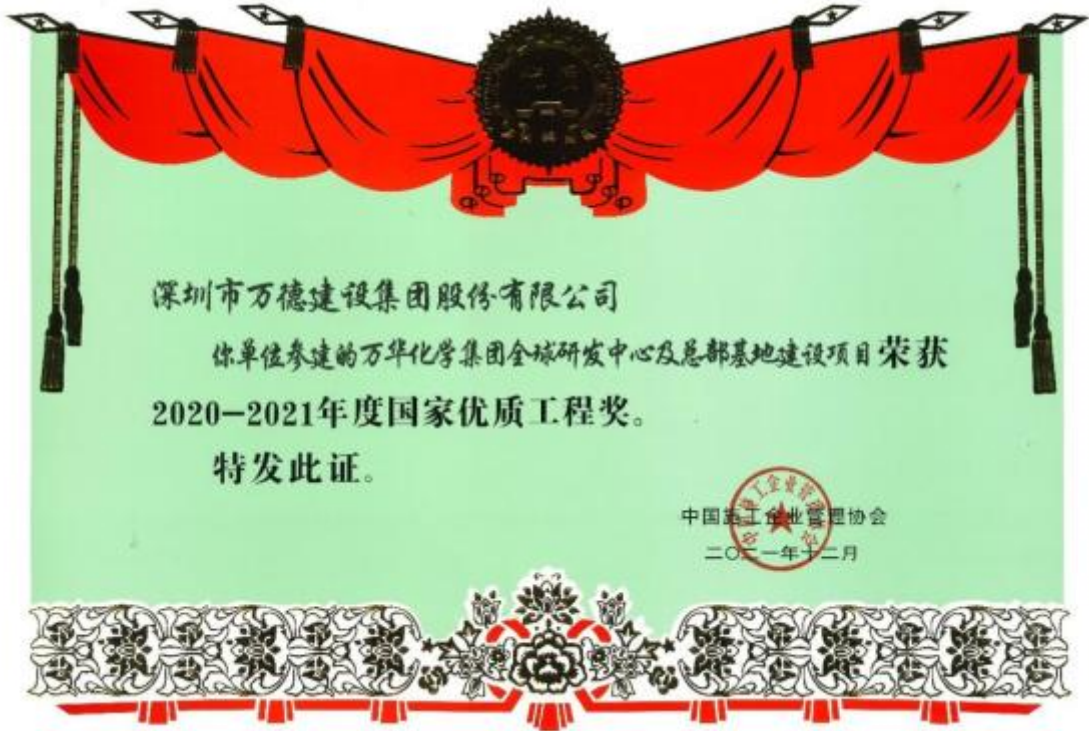 深圳市万德建设集团股份有限公司
你单位参建的万华化学集团全球研发中心及总部基地建设项目荣获
2020－2021年度国家优质工程奖。
特发此证。
中国施工企业管理协会
二〇二一年十二月